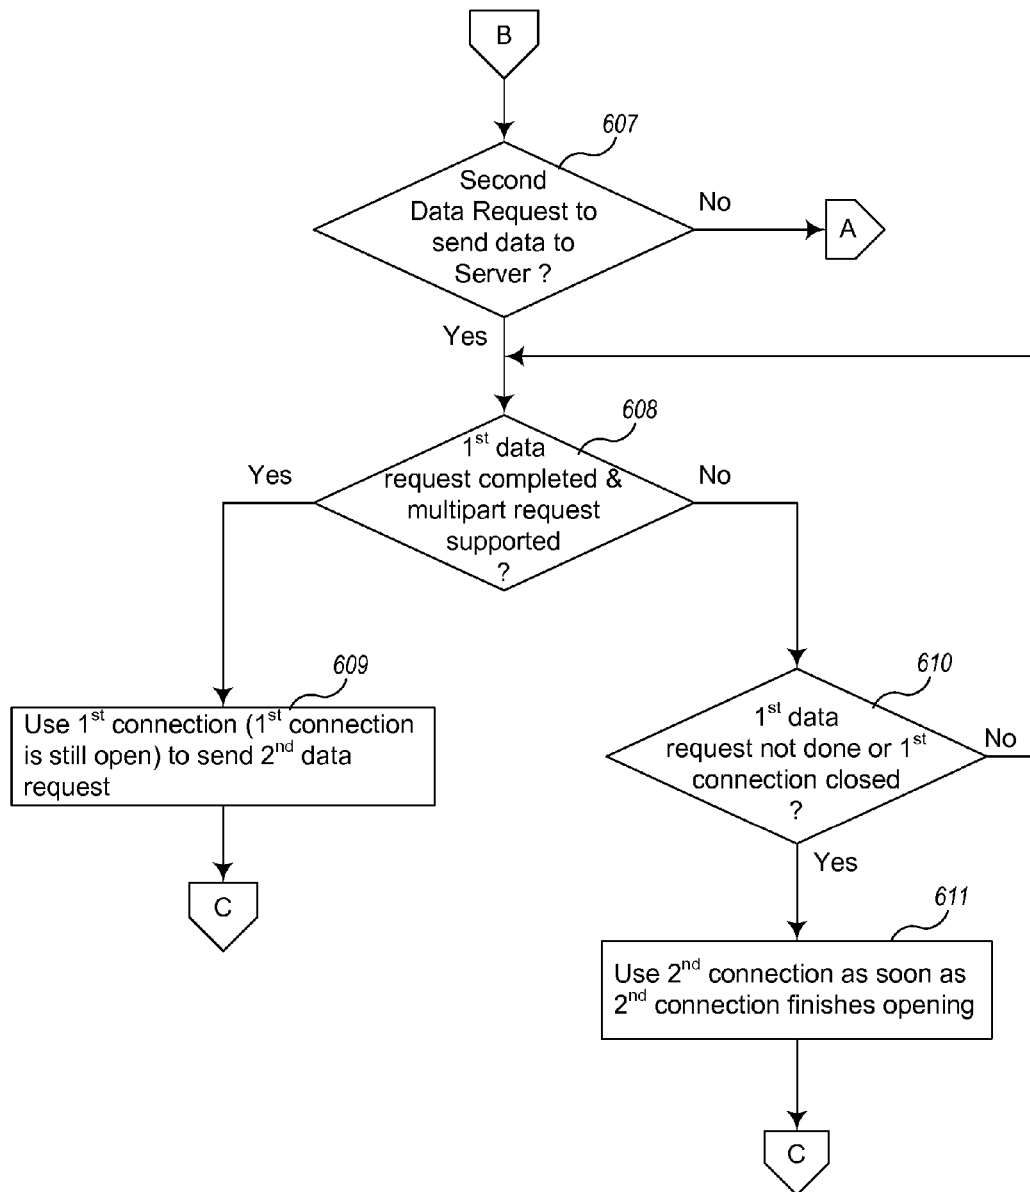 B
607
Second
Data Request to
send data to
Server ?
No
A
Yes
608
1st data
request completed &
multipart request
supported
?
Yes
No
609
Use 1st connection (1st connection
is still open) to send 2nd data
request
C
610
1st data
request not done or 1st
connection closed
?
No
Yes
611
Use 2nd connection as soon as
2nd connection finishes opening
C